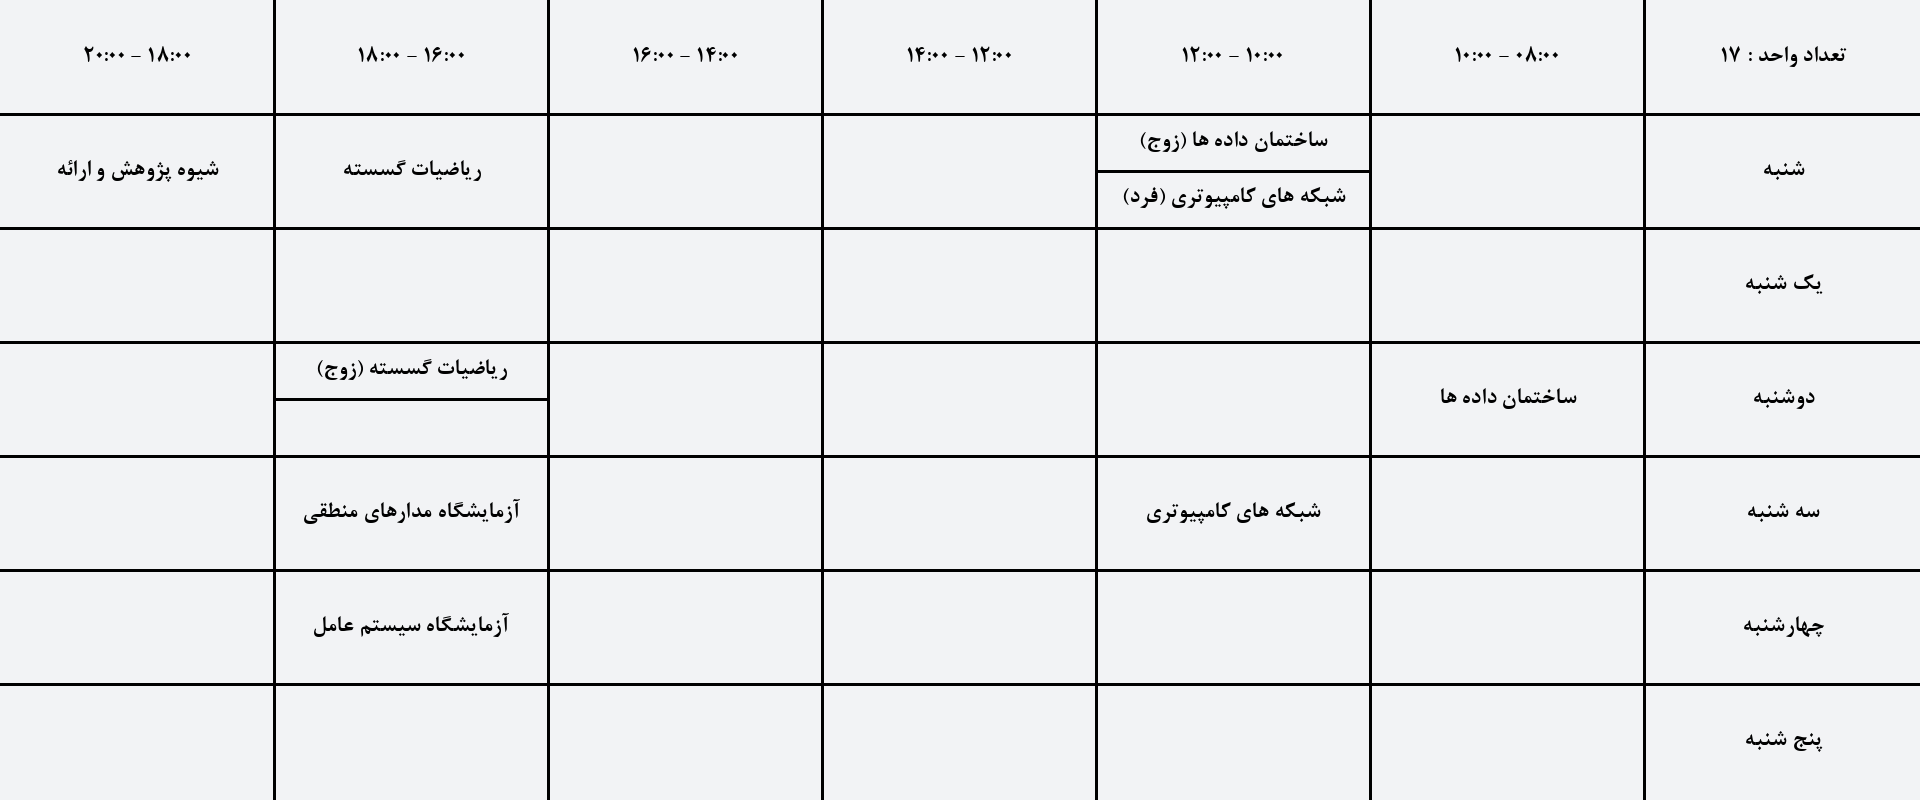 تعداد واحد : ۱۷
۰۸:۰۰ - ۱۰:۰۰
۱۰:۰۰ - ۱۲:۰۰
۱۲:۰۰ - ۱۴:۰۰
۱۴:۰۰ - ۱۶:۰۰
۱۶:۰۰ - ۱۸:۰۰
۱۸:۰۰ - ۲۰:۰۰
شنبه
ساختمان داده ها (زوج)
شبکه های کامپیوتری (فرد)
ریاضیات گسسته
شیوه پژوهش و ارائه
یک شنبه
دوشنبه
ساختمان داده ها
ریاضیات گسسته (زوج)
سه شنبه
شبکه های کامپیوتری
آزمایشگاه مدارهای منطقی
چهارشنبه
آزمایشگاه سیستم عامل
پنج شنبه